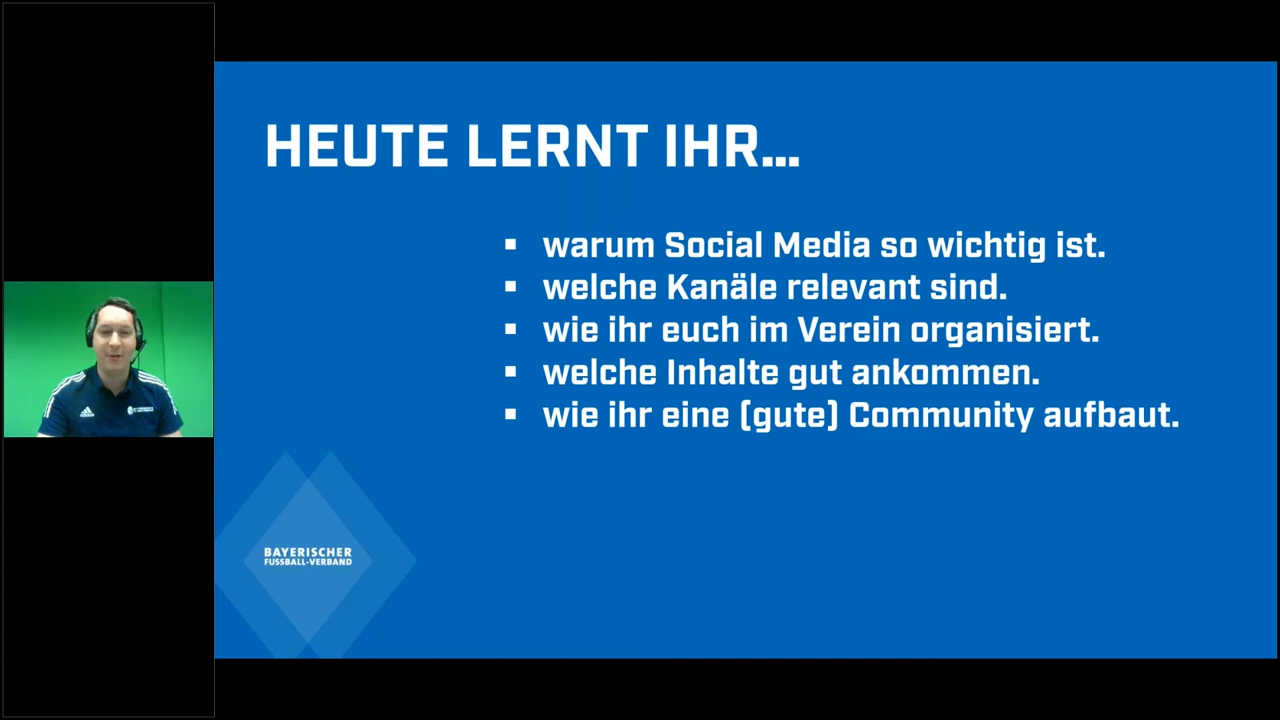 HEUTE LERNT IHR...
▪ warum Social Media so wichtig ist.
▪ welche Kanäle relevant sind.
▪ wie ihr euch im Verein organisiert.
▪ welche Inhalte gut ankommen.
▪ wie ihr eine (gute) Community aufbaut.
BAYERISCHER
FUSSBALL-VERBAND